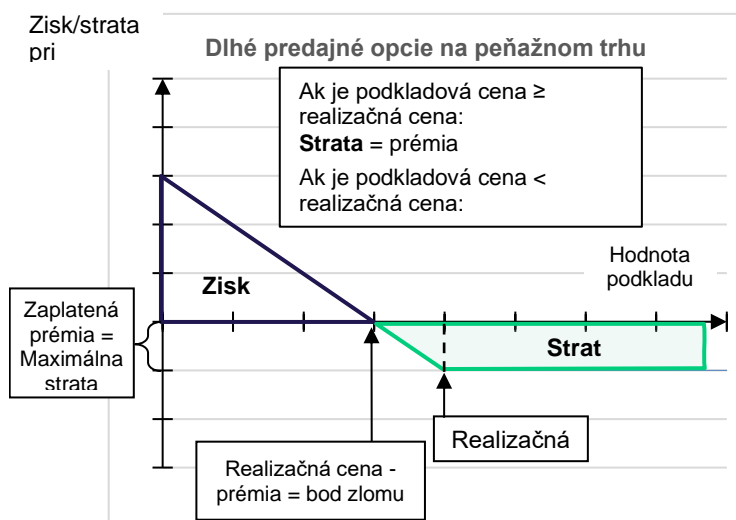 Zisk/strata
pri
Dlhé predajné opcie na peňažnom trhu
Ak je podkladová cena ≥
realizačná cena:
Strata = prémia
Ak je podkladová cena <
realizačná cena:
Hodnota
podkladu
Zisk
Zaplatená
prémia =
Maximálna
strata
Strat
Realizačná
Realizačná cena -
prémia = bod zlomu